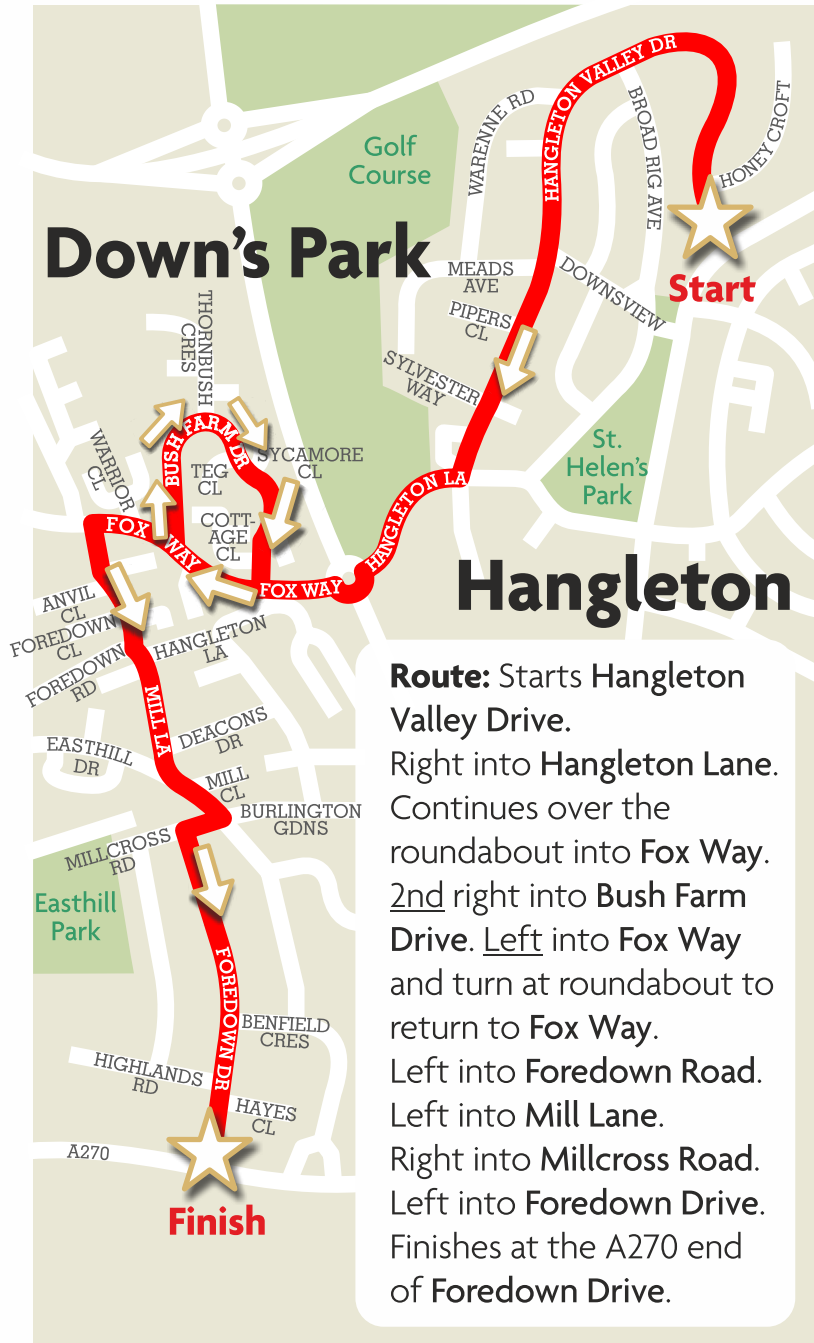 HANGLETON VALLEY DR
WARENNE RD
BROAD RIG AVE
HONEY CROFT
Golf
Course
Down's Park
Start
MEADS
AVE
DOWNSVIEW
PIPERS
CL
SYLVESTER
WAY
THORNBUSH
CRES
BUSH FARM DR
SYCAMORE
CL
TEG
CL
WARRIOR
CL
COTT-
AGE
CL
St.
Helen's
Park
HANGLETON LA
FOX WAY
FOX WAY
Hangleton
ANVIL
CL
FOREDOWN
CL
FOREDOWN
RD
HANGLETON
LA
MILL LA
DEACONS
DR
EASTHILL
DR
MILL
CL
BURLINGTON
GDNS
MILLCROSS
RD
Easthill
Park
FOREDOWN DR
BENFIELD
CRES
HIGHLANDS
RD
HAYES
CL
A270
Finish
Route: Starts Hangleton
Valley Drive.
Right into Hangleton Lane.
Continues over the
roundabout into Fox Way.
2nd right into Bush Farm
Drive. Left into Fox Way
and turn at roundabout to
return to Fox Way.
Left into Foredown Road.
Left into Mill Lane.
Right into Millcross Road.
Left into Foredown Drive.
Finishes at the A270 end
of Foredown Drive.